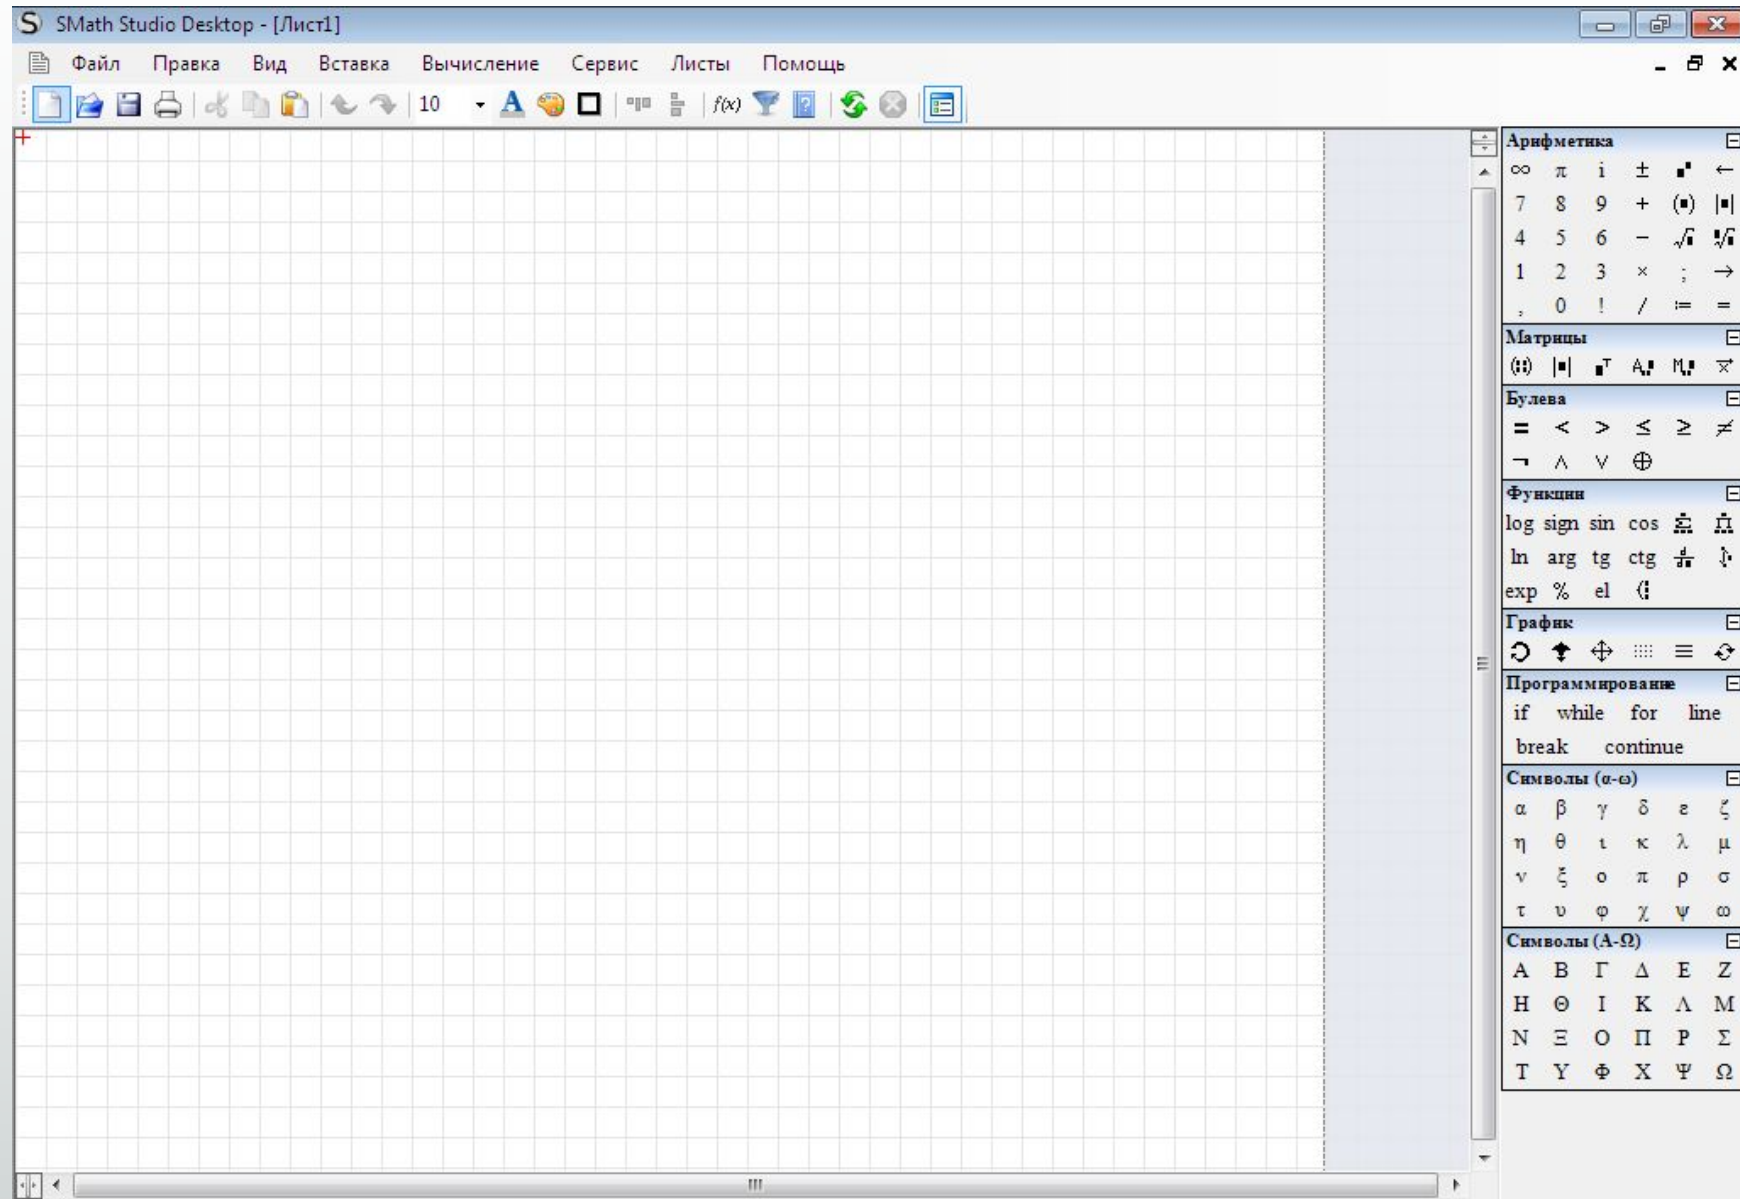 SMath Studio Desktop - [Лист1]
Файл Правка Вид Вставка Вычисление Сервис Листы Помощь
10 A f(x) ?
Арифметика
∞ π i ± ←
7 8 9 + (▪) |▪|
4 5 6 − √
1 2 3 × ; →
, 0 ! / := =
Матрицы
Булева
= < > ≤ ≥ ≠
¬ ∧ ∨ ⊕
Функции
log sign sin cos
ln arg tg ctg
exp % el
График
Программирование
if while for line
break continue
Символы (α-ω)
α β γ δ ε ζ
η θ ι κ λ μ
ν ξ ο π ρ σ
τ υ φ χ ψ ω
Символы (Α-Ω)
Α Β Γ Δ Ε Ζ
Η Θ Ι Κ Λ Μ
Ν Ξ Ο Π Ρ Σ
Τ Υ Φ Χ Ψ Ω